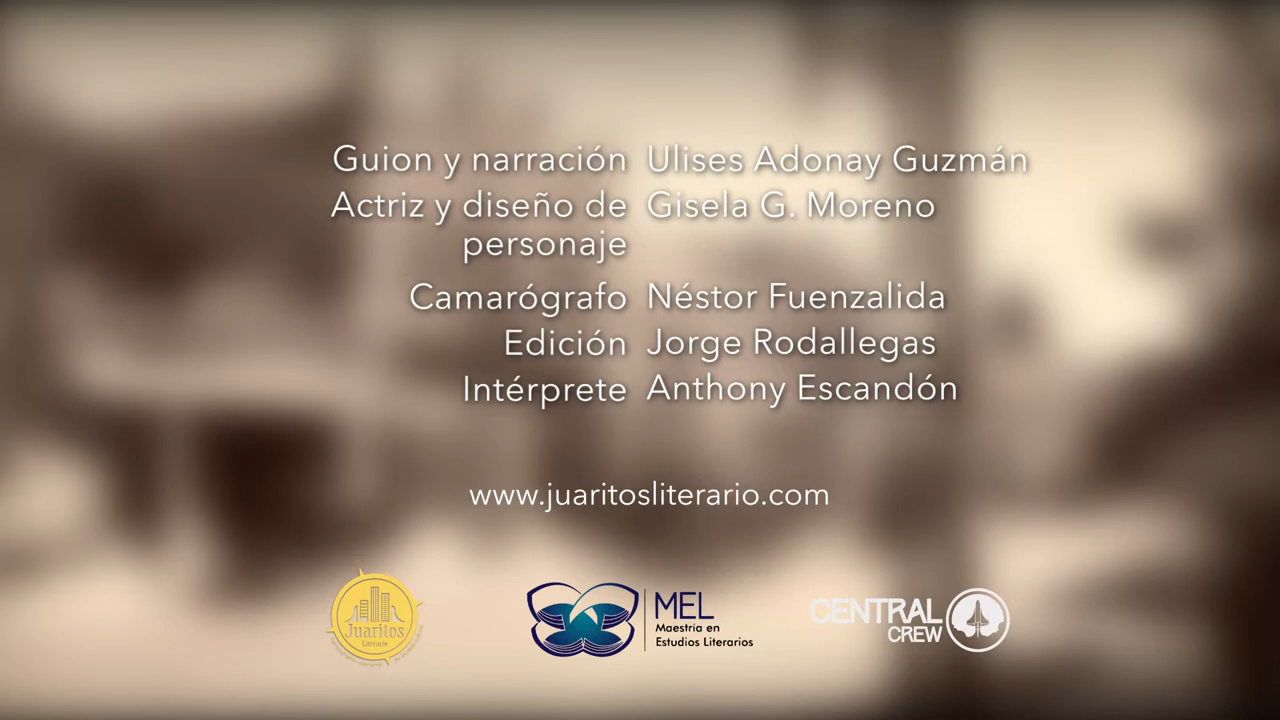 Guion y narración Ulises Adonay Guzmán
Actriz y diseño de Gisela G. Moreno
personaje
Camarógrafo Néstor Fuenzalida
Edición Jorge Rodallegas
Intérprete Anthony Escandón
www.juaritosliterario.com
Juaritos
Literario
MEL
Maestría en
Estudios Literarios
CENTRAL
CREW